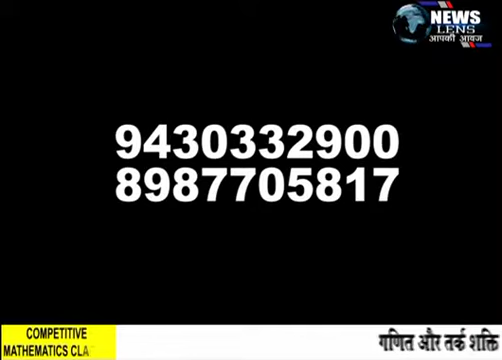 NEWS
LENS
आपकी आवाज
9430332900
8987705817
COMPETITIVE
MATHEMATICS CLA
गणित और तर्क शक्ति